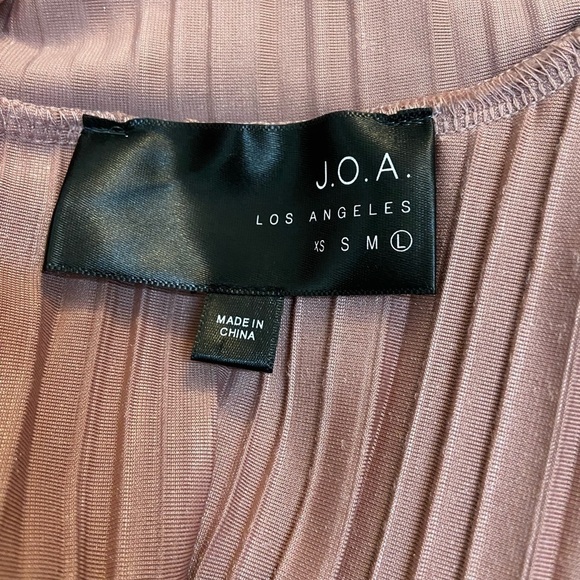 J.O.A.
LOS ANGELES
XS S M L
MADE IN
CHINA